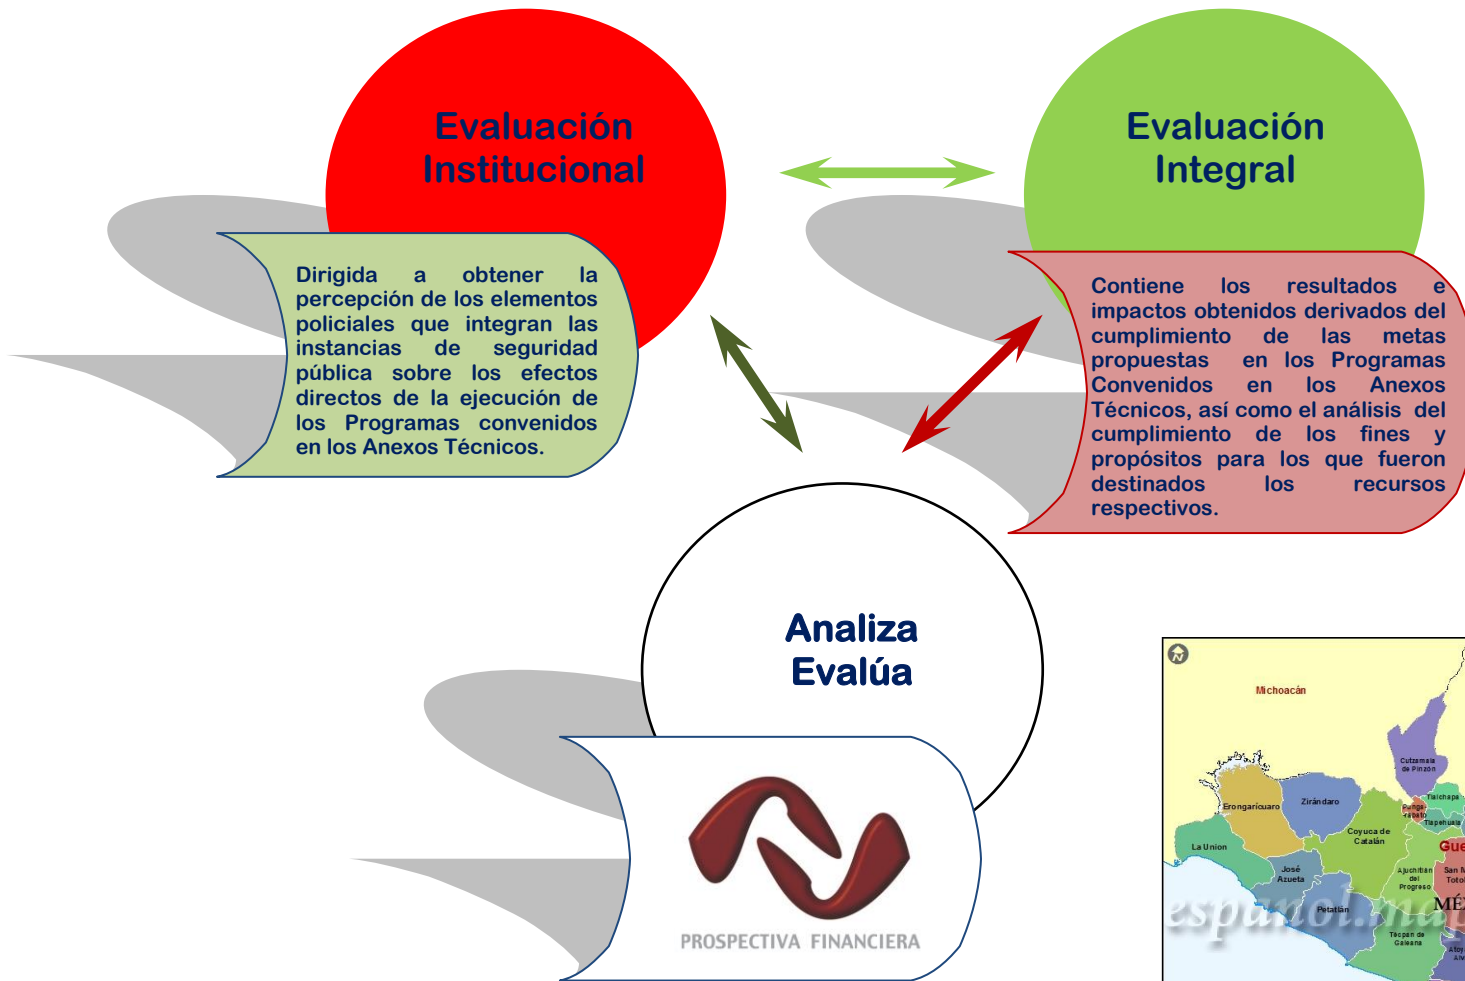 Evaluación
Institucional
Evaluación
Integral
Dirigida a obtener la
percepción de los elementos
policiales que integran las
instancias de seguridad
pública sobre los efectos
directos de la ejecución de
los Programas convenidos
en los Anexos Técnicos.
Contiene los resultados e
impactos obtenidos derivados del
cumplimiento de las metas
propuestas en los Programas
Convenidos en los Anexos
Técnicos, así como el análisis del
cumplimiento de los fines y
propósitos para los que fueron
destinados los recursos
respectivos.
Analiza
Evalúa
PROSPECTIVA FINANCIERA
Michoacán
Cutzamala
de Pinzón
Erongarícuaro
Zirándaro
Tlalchapa
Tlapehuala
Coyuca de
Catalán
La Union
José
Azueta
Ajuchitlán
del
Progreso
Petatlán
Tecpan de
Galeana
espanol.map